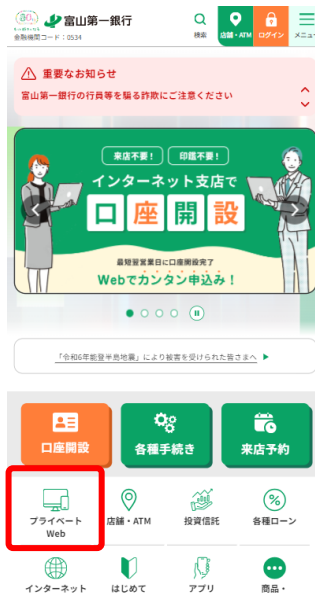 富山第一銀行
金融機関コード：0534
検索
店舗・ATM
ログイン
メニュー
重要なお知らせ
富山第一銀行の行員等を騙る詐欺にご注意ください
来店不要！ 印鑑不要！
インターネット支店で
口座開設
最短翌営業日に口座開設完了
Webでカンタン申込み！
「令和6年能登半島地震」により被害を受けられた皆さまへ
口座開設
各種手続き
来店予約
プライベート
Web
店舗・ATM
投資信託
各種ローン
インターネット
はじめて
アプリ
商品・